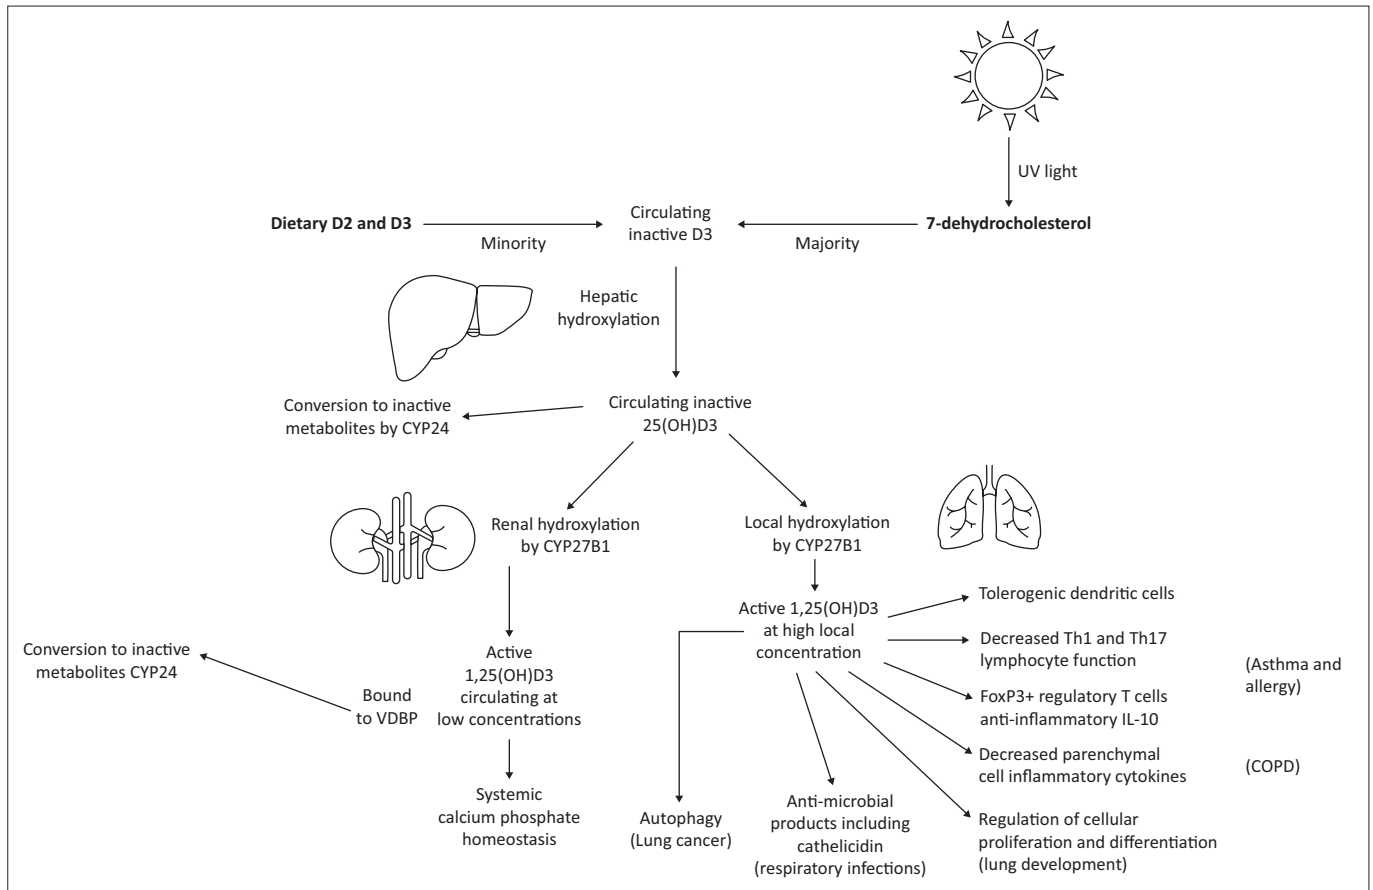 UV light
Dietary D2 and D3
Minority
Circulating
inactive D3
Majority
7-dehydrocholesterol
Hepatic
hydroxylation
Conversion to inactive
metabolites by CYP24
Circulating inactive
25(OH)D3
Renal hydroxylation
by CYP27B1
Local hydroxylation
by CYP27B1
Conversion to inactive
metabolites CYP24
Bound
to VDBP
Active
1,25(OH)D3
circulating at
low concentrations
Systemic
calcium phosphate
homeostasis
Active 1,25(OH)D3
at high local
concentration
Autophagy
(Lung cancer)
Anti-microbial
products including
cathelicidin
(respiratory infections)
Tolerogenic dendritic cells
Decreased Th1 and Th17
lymphocyte function
(Asthma and
allergy)
FoxP3+ regulatory T cells
anti-inflammatory IL-10
Decreased parenchymal
cell inflammatory cytokines
(COPD)
Regulation of cellular
proliferation and differentiation
(lung development)